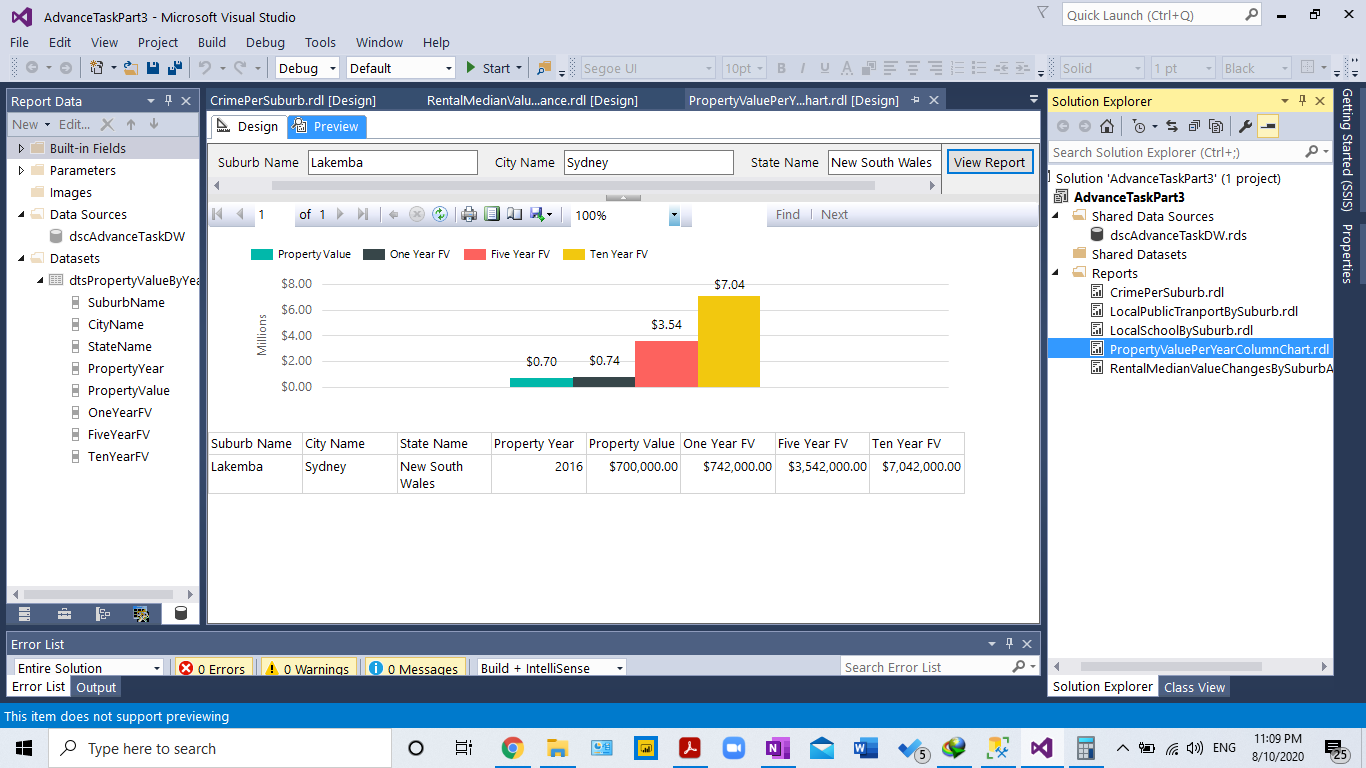 AdvanceTaskPart3 - Microsoft Visual Studio
Quick Launch (Ctrl+Q)
File Edit View Project Build Debug Tools Window Help
Debug Default Start Segoe UI 10pt B I U A Solid 1 pt Black
Report Data
New Edit...
Built-in Fields
Parameters
Images
Data Sources
dscAdvanceTaskDW
Datasets
dtsPropertyValueByYea
SuburbName
CityName
StateName
PropertyYear
PropertyValue
OneYearFV
FiveYearFV
TenYearFV
CrimePerSuburb.rdl [Design] RentalMedianValu...ance.rdl [Design] PropertyValuePerY...hart.rdl [Design]
Design Preview
Suburb Name Lakemba City Name Sydney State Name New South Wales View Report
1 of 1 100% Find | Next
Property Value One Year FV Five Year FV Ten Year FV
Millions
$8.00
$6.00
$4.00
$2.00
$0.00
$0.70 $0.74 $3.54 $7.04
Suburb Name City Name State Name Property Year Property Value One Year FV Five Year FV Ten Year FV
Lakemba Sydney New South Wales 2016 $700,000.00 $742,000.00 $3,542,000.00 $7,042,000.00
Solution Explorer
Search Solution Explorer (Ctrl+;)
Solution 'AdvanceTaskPart3' (1 project)
AdvanceTaskPart3
Shared Data Sources
dscAdvanceTaskDW.rds
Shared Datasets
Reports
CrimePerSuburb.rdl
LocalPublicTranportBySuburb.rdl
LocalSchoolBySuburb.rdl
PropertyValuePerYearColumnChart.rdl
RentalMedianValueChangesBySuburbA
Solution Explorer Class View
Getting Started (SSIS)
Properties
Error List
Entire Solution 0 Errors 0 Warnings 0 Messages Build + IntelliSense Search Error List
Error List Output
This item does not support previewing
Type here to search
5
ENG
11:09 PM
8/10/2020
25